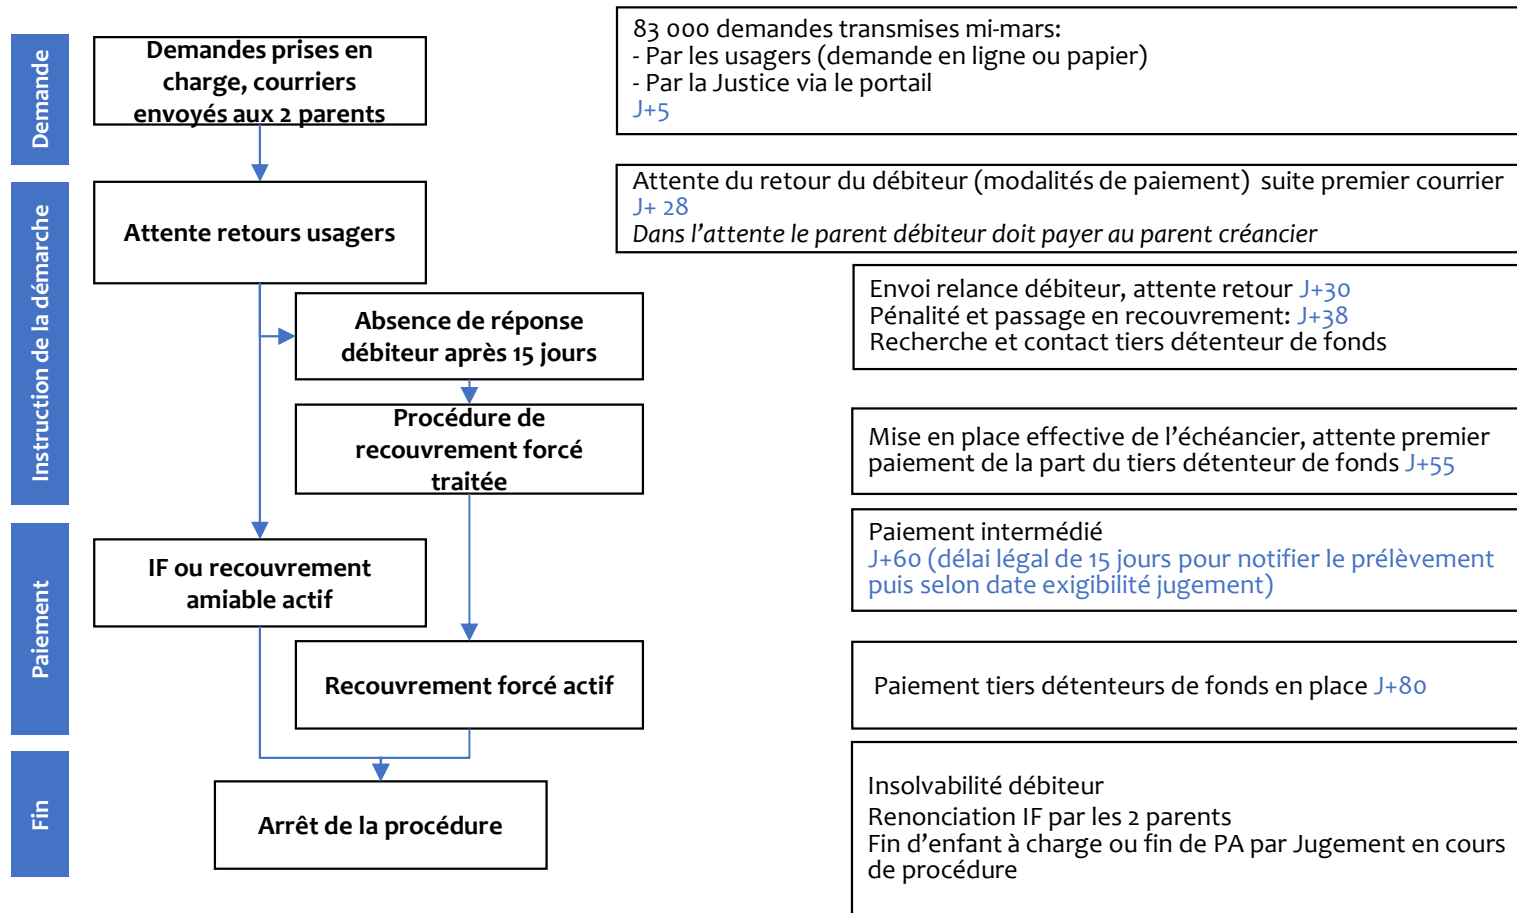 Demande
Demandes prises en
charge, courriers
envoyés aux 2 parents
83 000 demandes transmises mi-mars:
- Par les usagers (demande en ligne ou papier)
- Par la Justice via le portail
J+5
Instruction de la démarche
Attente retours usagers
Attente du retour du débiteur (modalités de paiement) suite premier courrier
J+ 28
Dans l’attente le parent débiteur doit payer au parent créancier
Absence de réponse
débiteur après 15 jours
Envoi relance débiteur, attente retour J+30
Pénalité et passage en recouvrement: J+38
Recherche et contact tiers détenteur de fonds
Procédure de
recouvrement forcé
traitée
Mise en place effective de l’échéancier, attente premier
paiement de la part du tiers détenteur de fonds J+55
Paiement
IF ou recouvrement
amiable actif
Paiement intermédié
J+60 (délai légal de 15 jours pour notifier le prélèvement
puis selon date exigibilité jugement)
Recouvrement forcé actif
Paiement tiers détenteurs de fonds en place J+80
Fin
Arrêt de la procédure
Insolvabilité débiteur
Renonciation IF par les 2 parents
Fin d’enfant à charge ou fin de PA par Jugement en cours
de procédure